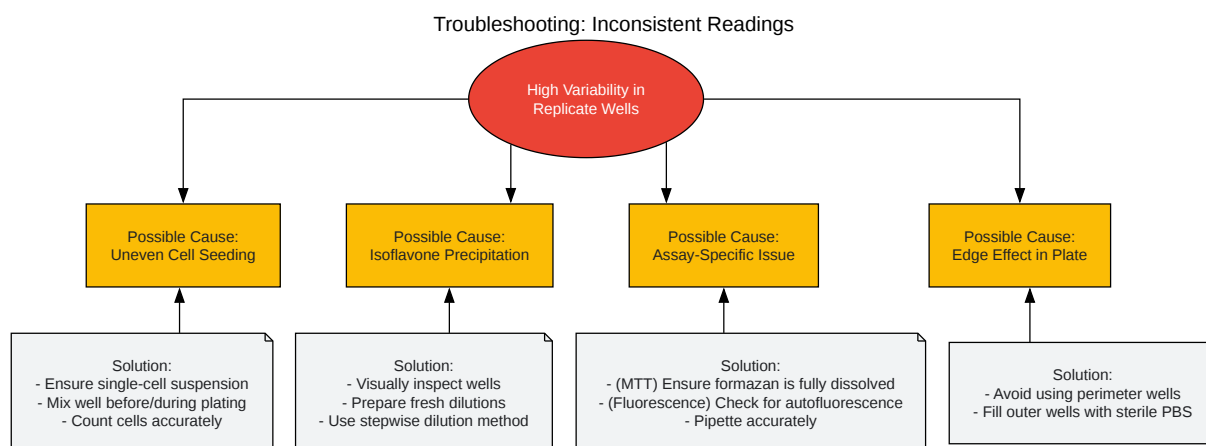 Troubleshooting: Inconsistent Readings
High Variability in
Replicate Wells
Possible Cause:
Uneven Cell Seeding
Possible Cause:
Isoflavone Precipitation
Possible Cause:
Assay-Specific Issue
Possible Cause:
Edge Effect in Plate
Solution:
- Ensure single-cell suspension
- Mix well before/during plating
- Count cells accurately
Solution:
- Visually inspect wells
- Prepare fresh dilutions
- Use stepwise dilution method
Solution:
- (MTT) Ensure formazan is fully dissolved
- (Fluorescence) Check for autofluorescence
- Pipette accurately
Solution:
- Avoid using perimeter wells
- Fill outer wells with sterile PBS